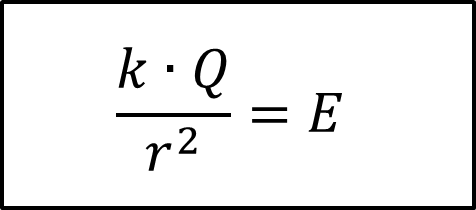 k · Q
r² = E